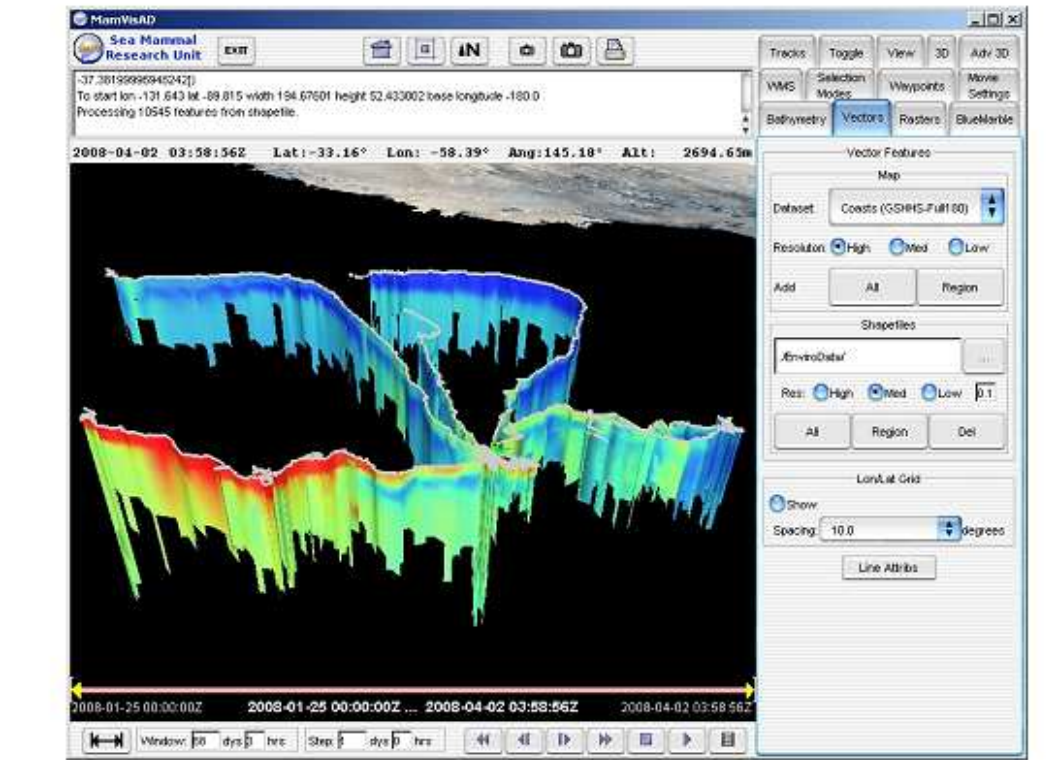 MamVisAD
Sea Mammal
Research Unit
EXIT
N
-37.38199995945242])
To start lon -131.643 lat -89.815 width 194.67601 height 52.433002 base longitude -180.0
Processing 10545 features from shapefile.
2008-04-02 03:58:56Z Lat:-33.16° Lon: -58.39° Ang:145.18° Alt: 2694.65m
Tracks Toggle View 3D Adv 3D
WMS Selection Modes Waypoints Movie Settings
Bathymetry Vectors Rasters BlueMarble
Vector Features
Map
Dataset Coasts (GSHHS-Full180)
Resoluton High Med Low
Add All Region
Shapefiles
./EnviroData/ ...
Res: High Med Low 0.1
All Region Del
Lon/Lat Grid
Show
Spacing: 10.0 degrees
Line Attribs
2008-01-25 00:00:00Z 2008-01-25 00:00:00Z ... 2008-04-02 03:58:56Z 2008-04-02 03:58:56Z
Window: 68 dys 3 hrs Step: dys 0 hrs